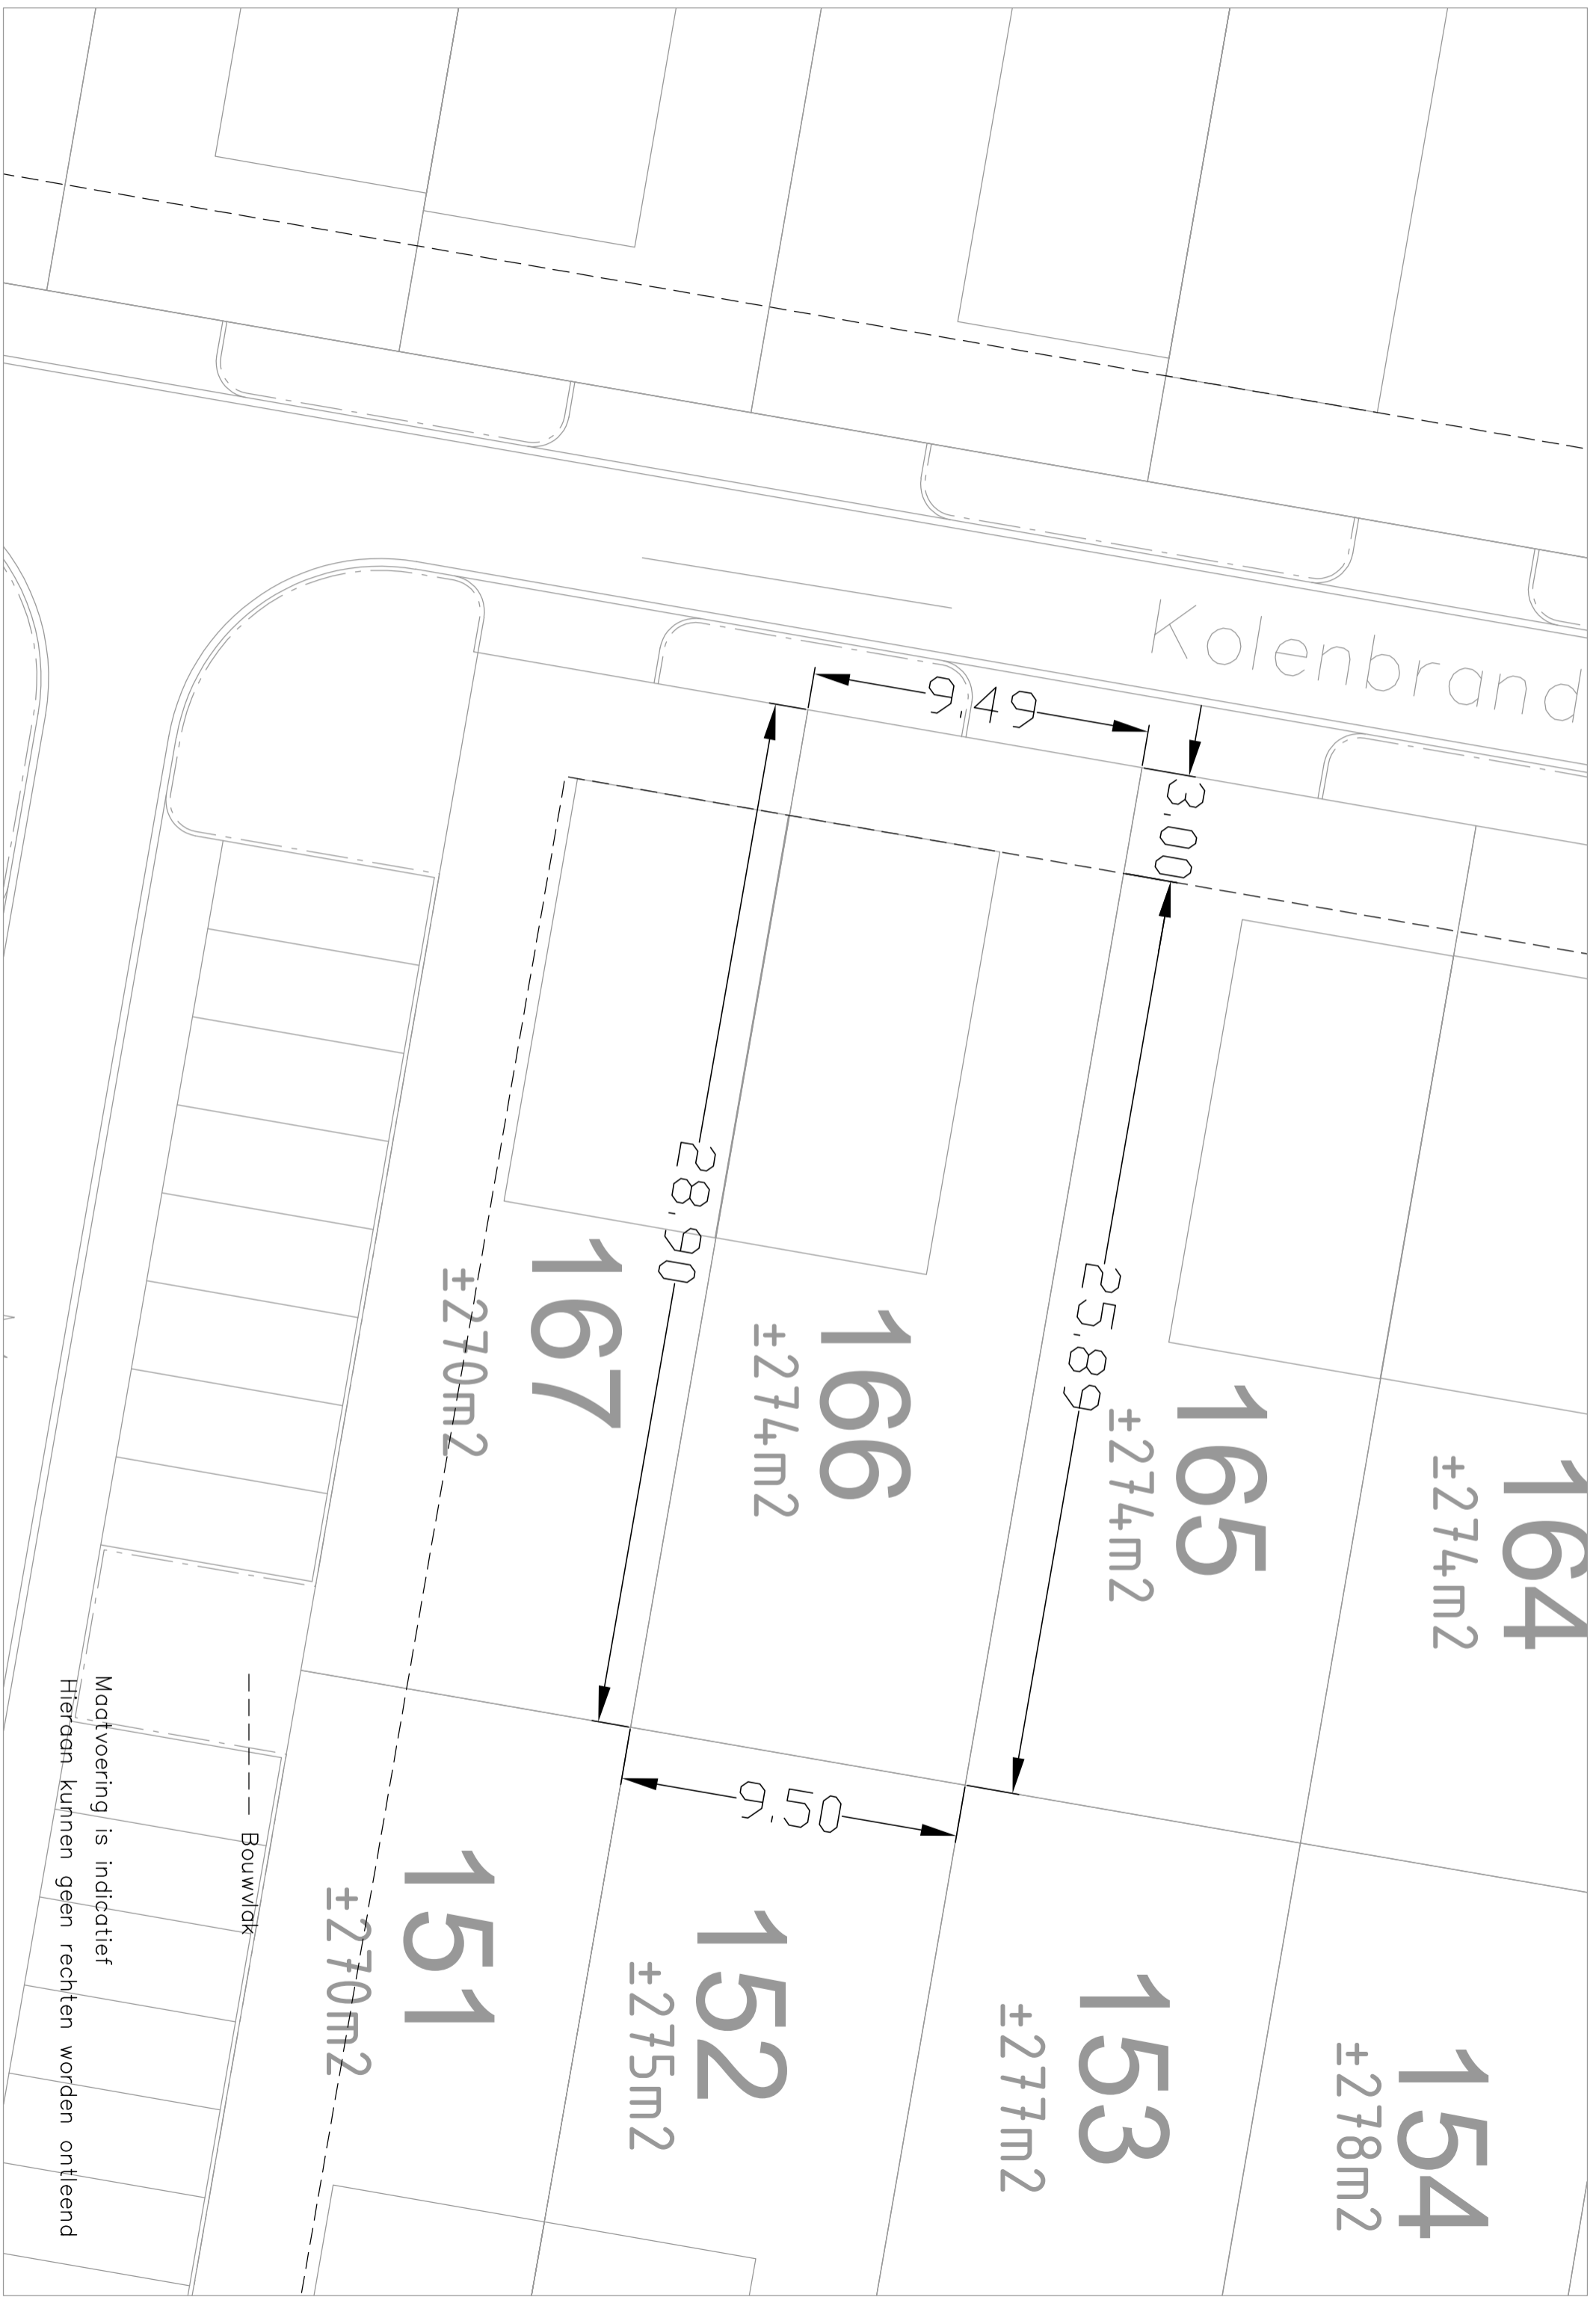 Kolenbrand
9,49
3.00
28.90
25.89
9,50
167
±270m2
166
±274m2
165
±274m2
164
±274m2
151
±270m2
152
±275m2
153
±277m2
154
±278m2
Bouwvlak
Maatvoering is indicatief
Hieraan kunnen geen rechten worden ontleend